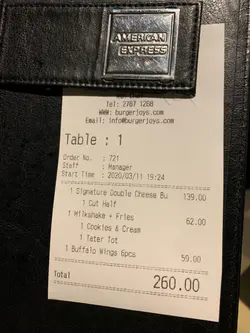 AMERICAN
EXPRESS
Tel: 2787 1288
WWW: burgerjoys.com
Email: info@burgerjoys.com
Table : 1
Order No. : 721
Staff : Manager
Start Time : 2020/03/11 19:24
1 Signature Double Cheese Bu 139.00
1 Cut Half
1 Milkshake + Fries 62.00
1 Cookies & Cream
1 Tater Tot
1 Buffalo Wings 6pcs 59.00
Total 260.00